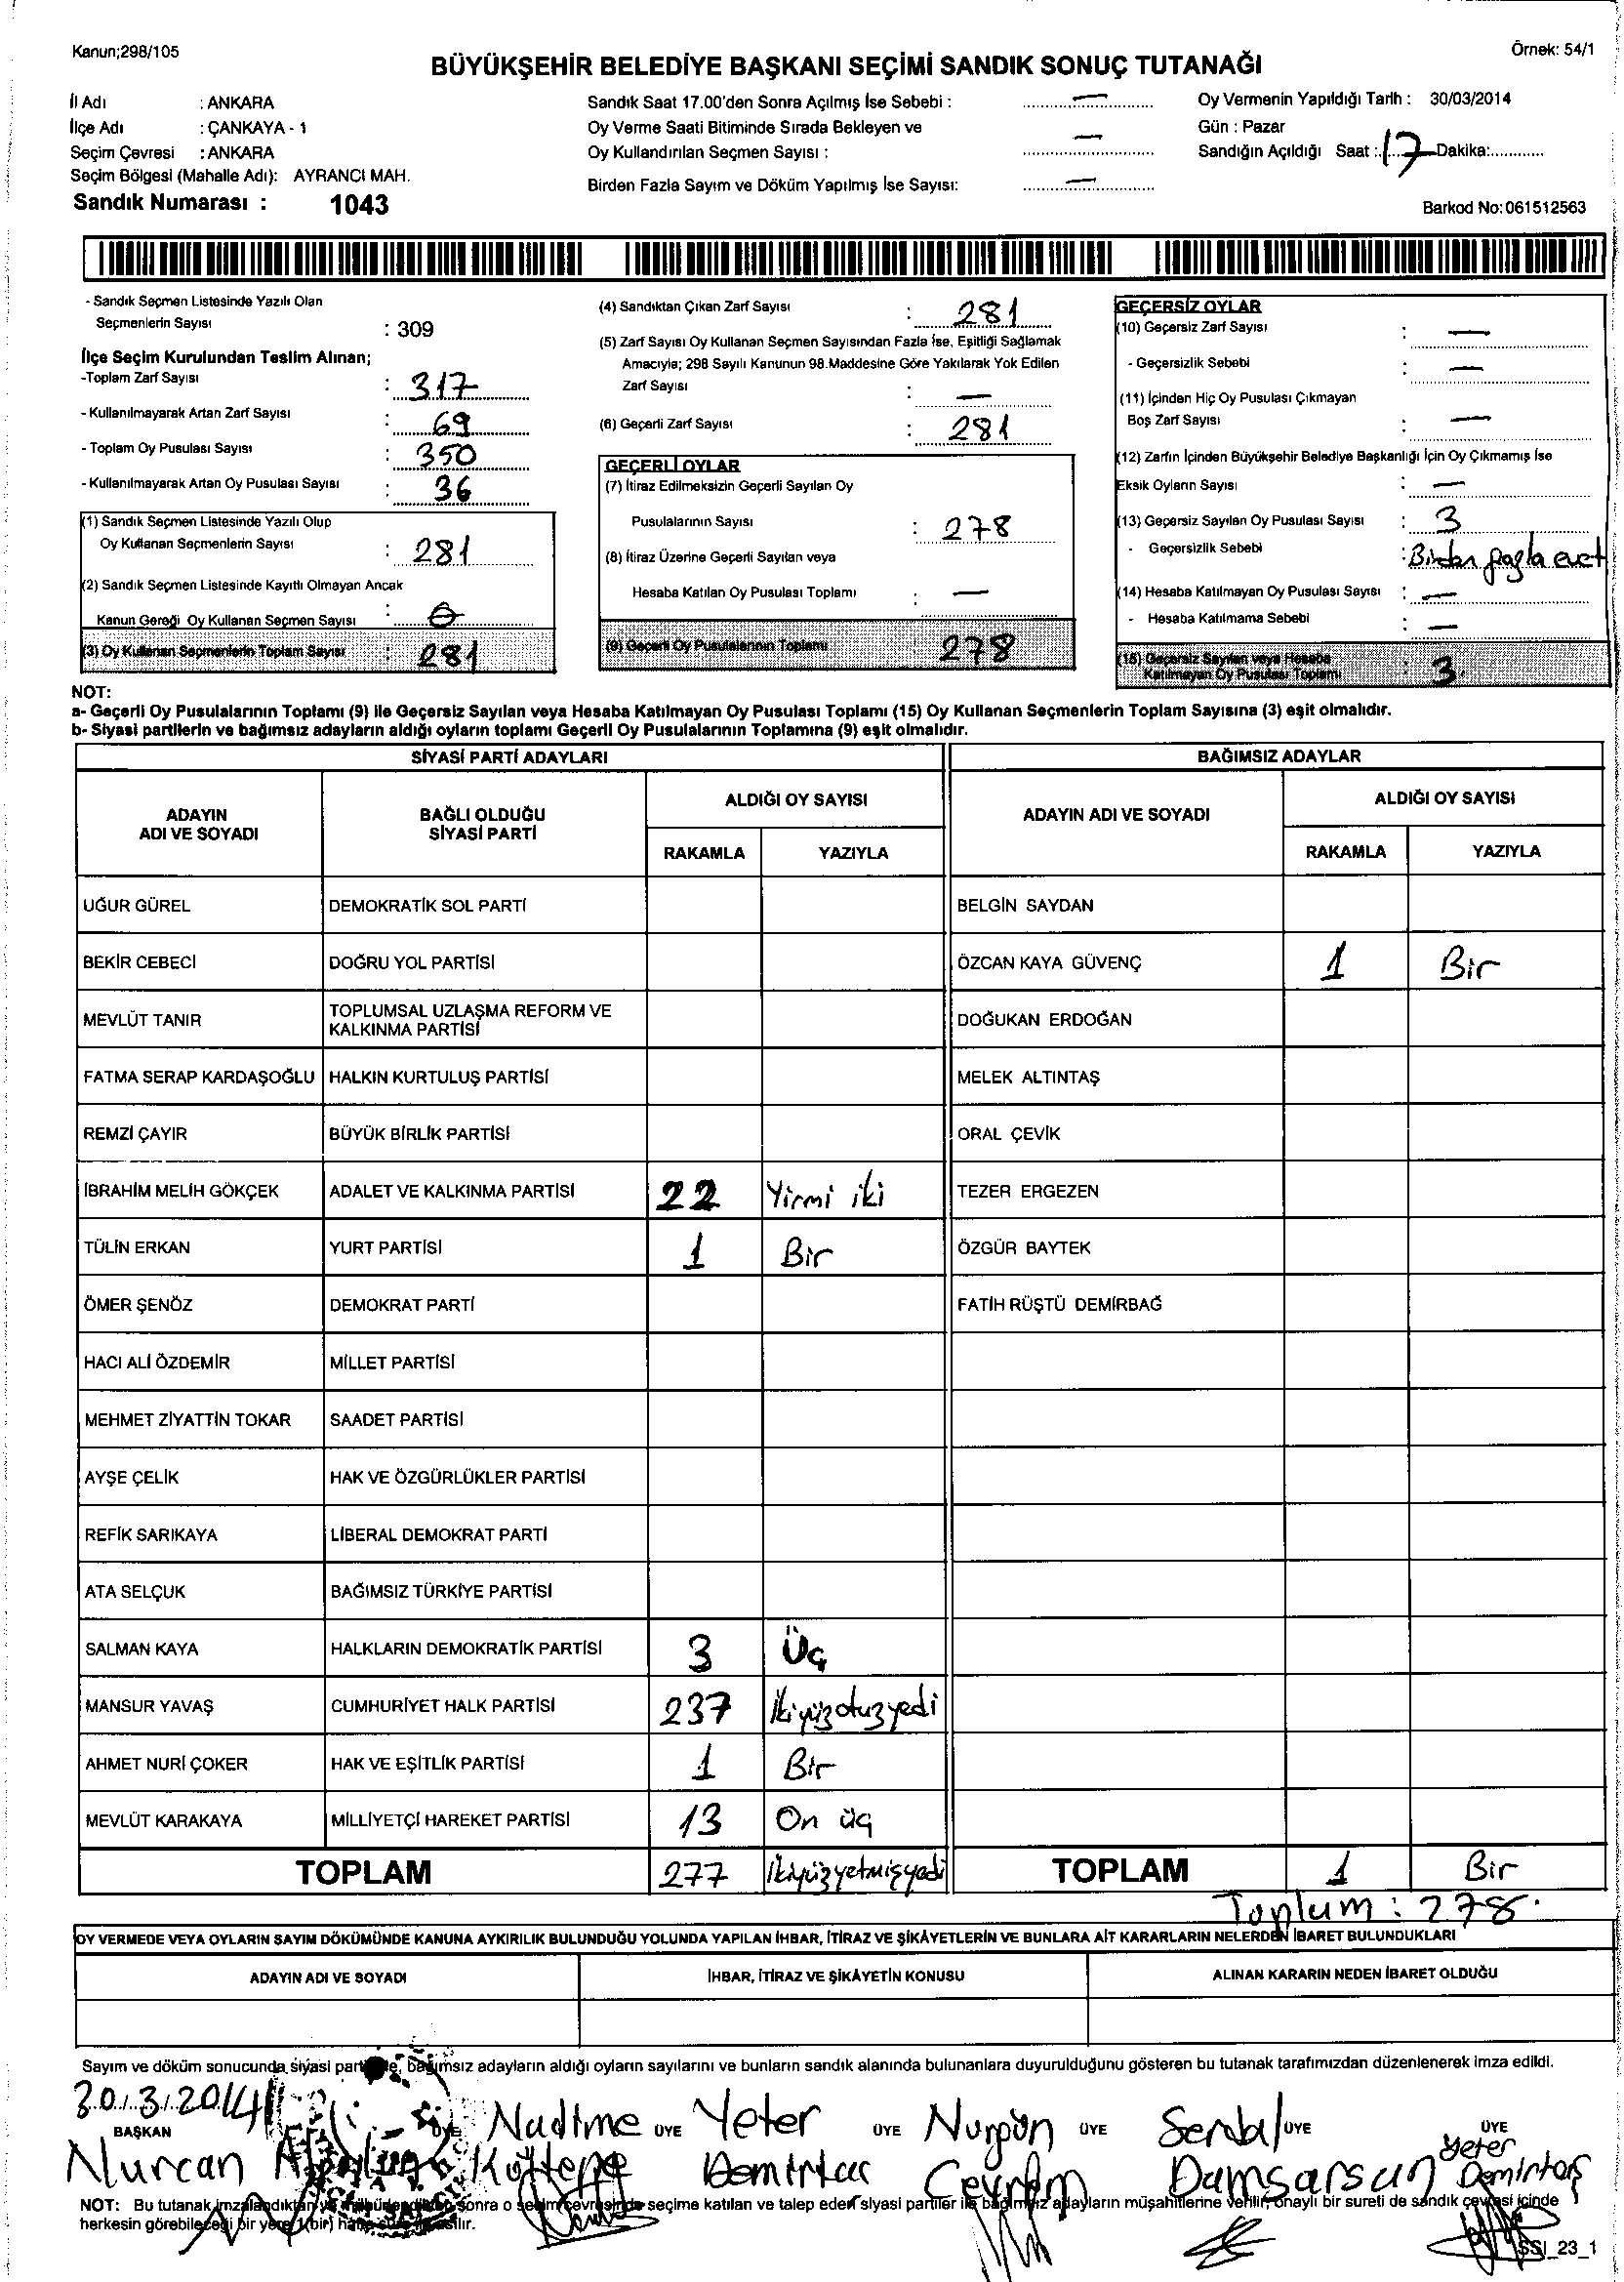 Kanun;298/105
Örnek: 54/1
BÜYÜKŞEHİR BELEDİYE BAŞKANI SEÇİMİ SANDIK SONUÇ TUTANAĞI
İl Adı : ANKARA
İlçe Adı : ÇANKAYA - 1
Seçim Çevresi : ANKARA
Seçim Bölgesi (Mahalle Adı): AYRANCI MAH.
Sandık Numarası : 1043
Sandık Saat 17.00'den Sonra Açılmış İse Sebebi : —
Oy Verme Saati Bitiminde Sırada Bekleyen ve
Oy Kullandırılan Seçmen Sayısı : —
Birden Fazla Sayım ve Döküm Yapılmış İse Sayısı: —
Oy Vermenin Yapıldığı Tarih : 30/03/2014
Gün : Pazar
Sandığın Açıldığı Saat : 17 Dakika:............
Barkod No: 061512563
- Sandık Seçmen Listesinde Yazılı Olan
Seçmenlerin Sayısı : 309
İlçe Seçim Kurulundan Teslim Alınan;
-Toplam Zarf Sayısı : 317
- Kullanılmayarak Artan Zarf Sayısı : 69
- Toplam Oy Pusulası Sayısı : 350
- Kullanılmayarak Artan Oy Pusulası Sayısı : 36
(1) Sandık Seçmen Listesinde Yazılı Olup
Oy Kullanan Seçmenlerin Sayısı : 281
(2) Sandık Seçmen Listesinde Kayıtlı Olmayan Ancak
Kanun Gereği Oy Kullanan Seçmen Sayısı : 0
(3) Oy Kullanan Seçmenlerin Toplam Sayısı : 281
(4) Sandıktan Çıkan Zarf Sayısı : 281
(5) Zarf Sayısı Oy Kullanan Seçmen Sayısından Fazla İse, Eşitliği Sağlamak
Amacıyla; 298 Sayılı Kanunun 98.Maddesine Göre Yakılarak Yok Edilen
Zarf Sayısı : —
(6) Geçerli Zarf Sayısı : 281
GEÇERLİ OYLAR
(7) İtiraz Edilmeksizin Geçerli Sayılan Oy
Pusulalarının Sayısı : 278
(8) İtiraz Üzerine Geçerli Sayılan veya
Hesaba Katılan Oy Pusulası Toplamı : —
(9) Geçerli Oy Pusulalarının Toplamı 278
GEÇERSİZ OYLAR
(10) Geçersiz Zarf Sayısı : —
- Geçersizlik Sebebi : —
(11) İçinden Hiç Oy Pusulası Çıkmayan
Boş Zarf Sayısı : —
(12) Zarfın İçinden Büyükşehir Belediye Başkanlığı İçin Oy Çıkmamış İse
Eksik Oyların Sayısı : —
(13) Geçersiz Sayılan Oy Pusulası Sayısı : 3
- Geçersizlik Sebebi : Birden fazla evet
(14) Hesaba Katılmayan Oy Pusulası Sayısı : —
- Hesaba Katılmama Sebebi : —
(15) Geçersiz Sayılan veya Hesaba
Katılmayan Oy Pusulası Toplamı : 3
NOT:
a- Geçerli Oy Pusulalarının Toplamı (9) ile Geçersiz Sayılan veya Hesaba Katılmayan Oy Pusulası Toplamı (15) Oy Kullanan Seçmenlerin Toplam Sayısına (3) eşit olmalıdır.
b- Siyasi partilerin ve bağımsız adayların aldığı oyların toplamı Geçerli Oy Pusulalarının Toplamına (9) eşit olmalıdır.
SİYASİ PARTİ ADAYLARI
ADAYIN ADI VE SOYADI BAĞLI OLDUĞU SİYASİ PARTİ ALDIĞI OY SAYISI
RAKAMLA YAZIYLA
UĞUR GÜREL DEMOKRATİK SOL PARTİ
BEKİR CEBECİ DOĞRU YOL PARTİSİ
MEVLÜT TANIR TOPLUMSAL UZLAŞMA REFORM VE KALKINMA PARTİSİ
FATMA SERAP KARDAŞOĞLU HALKIN KURTULUŞ PARTİSİ
REMZİ ÇAYIR BÜYÜK BİRLİK PARTİSİ
İBRAHİM MELİH GÖKÇEK ADALET VE KALKINMA PARTİSİ 22 Yirmi iki
TÜLİN ERKAN YURT PARTİSİ 1 Bir
ÖMER ŞENÖZ DEMOKRAT PARTİ
HACI ALİ ÖZDEMİR MİLLET PARTİSİ
MEHMET ZİYATTİN TOKAR SAADET PARTİSİ
AYŞE ÇELİK HAK VE ÖZGÜRLÜKLER PARTİSİ
REFİK SARIKAYA LİBERAL DEMOKRAT PARTİ
ATA SELÇUK BAĞIMSIZ TÜRKİYE PARTİSİ
SALMAN KAYA HALKLARIN DEMOKRATİK PARTİSİ 3 Üç
MANSUR YAVAŞ CUMHURİYET HALK PARTİSİ 237 İkiyüzotuzyedi
AHMET NURİ ÇOKER HAK VE EŞİTLİK PARTİSİ 1 Bir
MEVLÜT KARAKAYA MİLLİYETÇİ HAREKET PARTİSİ 13 On üç
TOPLAM 277 İkiyüzyetmişyedi
BAĞIMSIZ ADAYLAR
ADAYIN ADI VE SOYADI ALDIĞI OY SAYISI
RAKAMLA YAZIYLA
BELGİN SAYDAN
ÖZCAN KAYA GÜVENÇ 1 Bir
DOĞUKAN ERDOĞAN
MELEK ALTINTAŞ
ORAL ÇEVİK
TEZER ERGEZEN
ÖZGÜR BAYTEK
FATİH RÜŞTÜ DEMİRBAĞ
TOPLAM 1 Bir
Toplum : 278.
OY VERMEDE VEYA OYLARIN SAYIM DÖKÜMÜNDE KANUNA AYKIRILIK BULUNDUĞU YOLUNDA YAPILAN İHBAR, İTİRAZ VE ŞİKÂYETLERİN VE BUNLARA AİT KARARLARIN NELERDEN İBARET BULUNDUKLARI
ADAYIN ADI VE SOYADI İHBAR, İTİRAZ VE ŞİKÂYETİN KONUSU ALINAN KARARIN NEDEN İBARET OLDUĞU
Sayım ve döküm sonucunda siyasi parti ile, bağımsız adayların aldığı oyların sayılarını ve bunların sandık alanında bulunanlara duyurulduğunu gösteren bu tutanak tarafımızdan düzenlenerek imza edildi.
30/3/2014
BAŞKAN ÜYE ÜYE ÜYE ÜYE ÜYE
Nurcan
Nadime
Yeter Demirtaş
Nurgün
Serdal
Yeter Demirtaş
NOT: Bu tutanak imzalandıktan ve mühürlendikten sonra o seçim çevresinde seçime katılan ve talep eden siyasi partiler ile bağımsız adayların müşahitlerine verilir, onaylı bir sureti de sandık çevresi içinde
herkesin görebileceği bir yere 1(bir) hafta süre ile asılır.
SSI_23_1